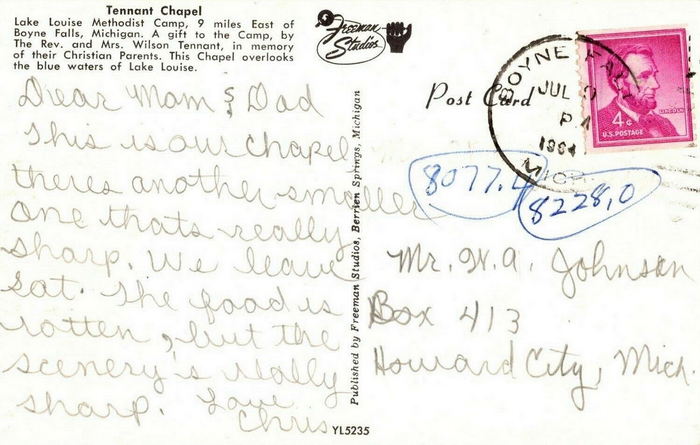 Tennant Chapel
Lake Louise Methodist Camp, 9 miles East of
Boyne Falls, Michigan. A gift to the Camp, by
The Rev. and Mrs. Wilson Tennant, in memory
of their Christian Parents. This Chapel overlooks
the blue waters of Lake Louise.
Freeman
Studios
Post Card
BOYNE FALLS
JUL
1964
MICH
LINCOLN
4¢
U.S. POSTAGE
Dear Mom & Dad
This is our chapel
theres another smaller
one thats really
sharp. We leave
Sat. The food is
rotten, but the
scenery's really
sharp. Love
Chris
8077.4
8228,0
Mr. W.A. Johnson
Box 413
Howard City, Mich.
Published by Freeman Studios, Berrien Springs, Michigan
YL5235